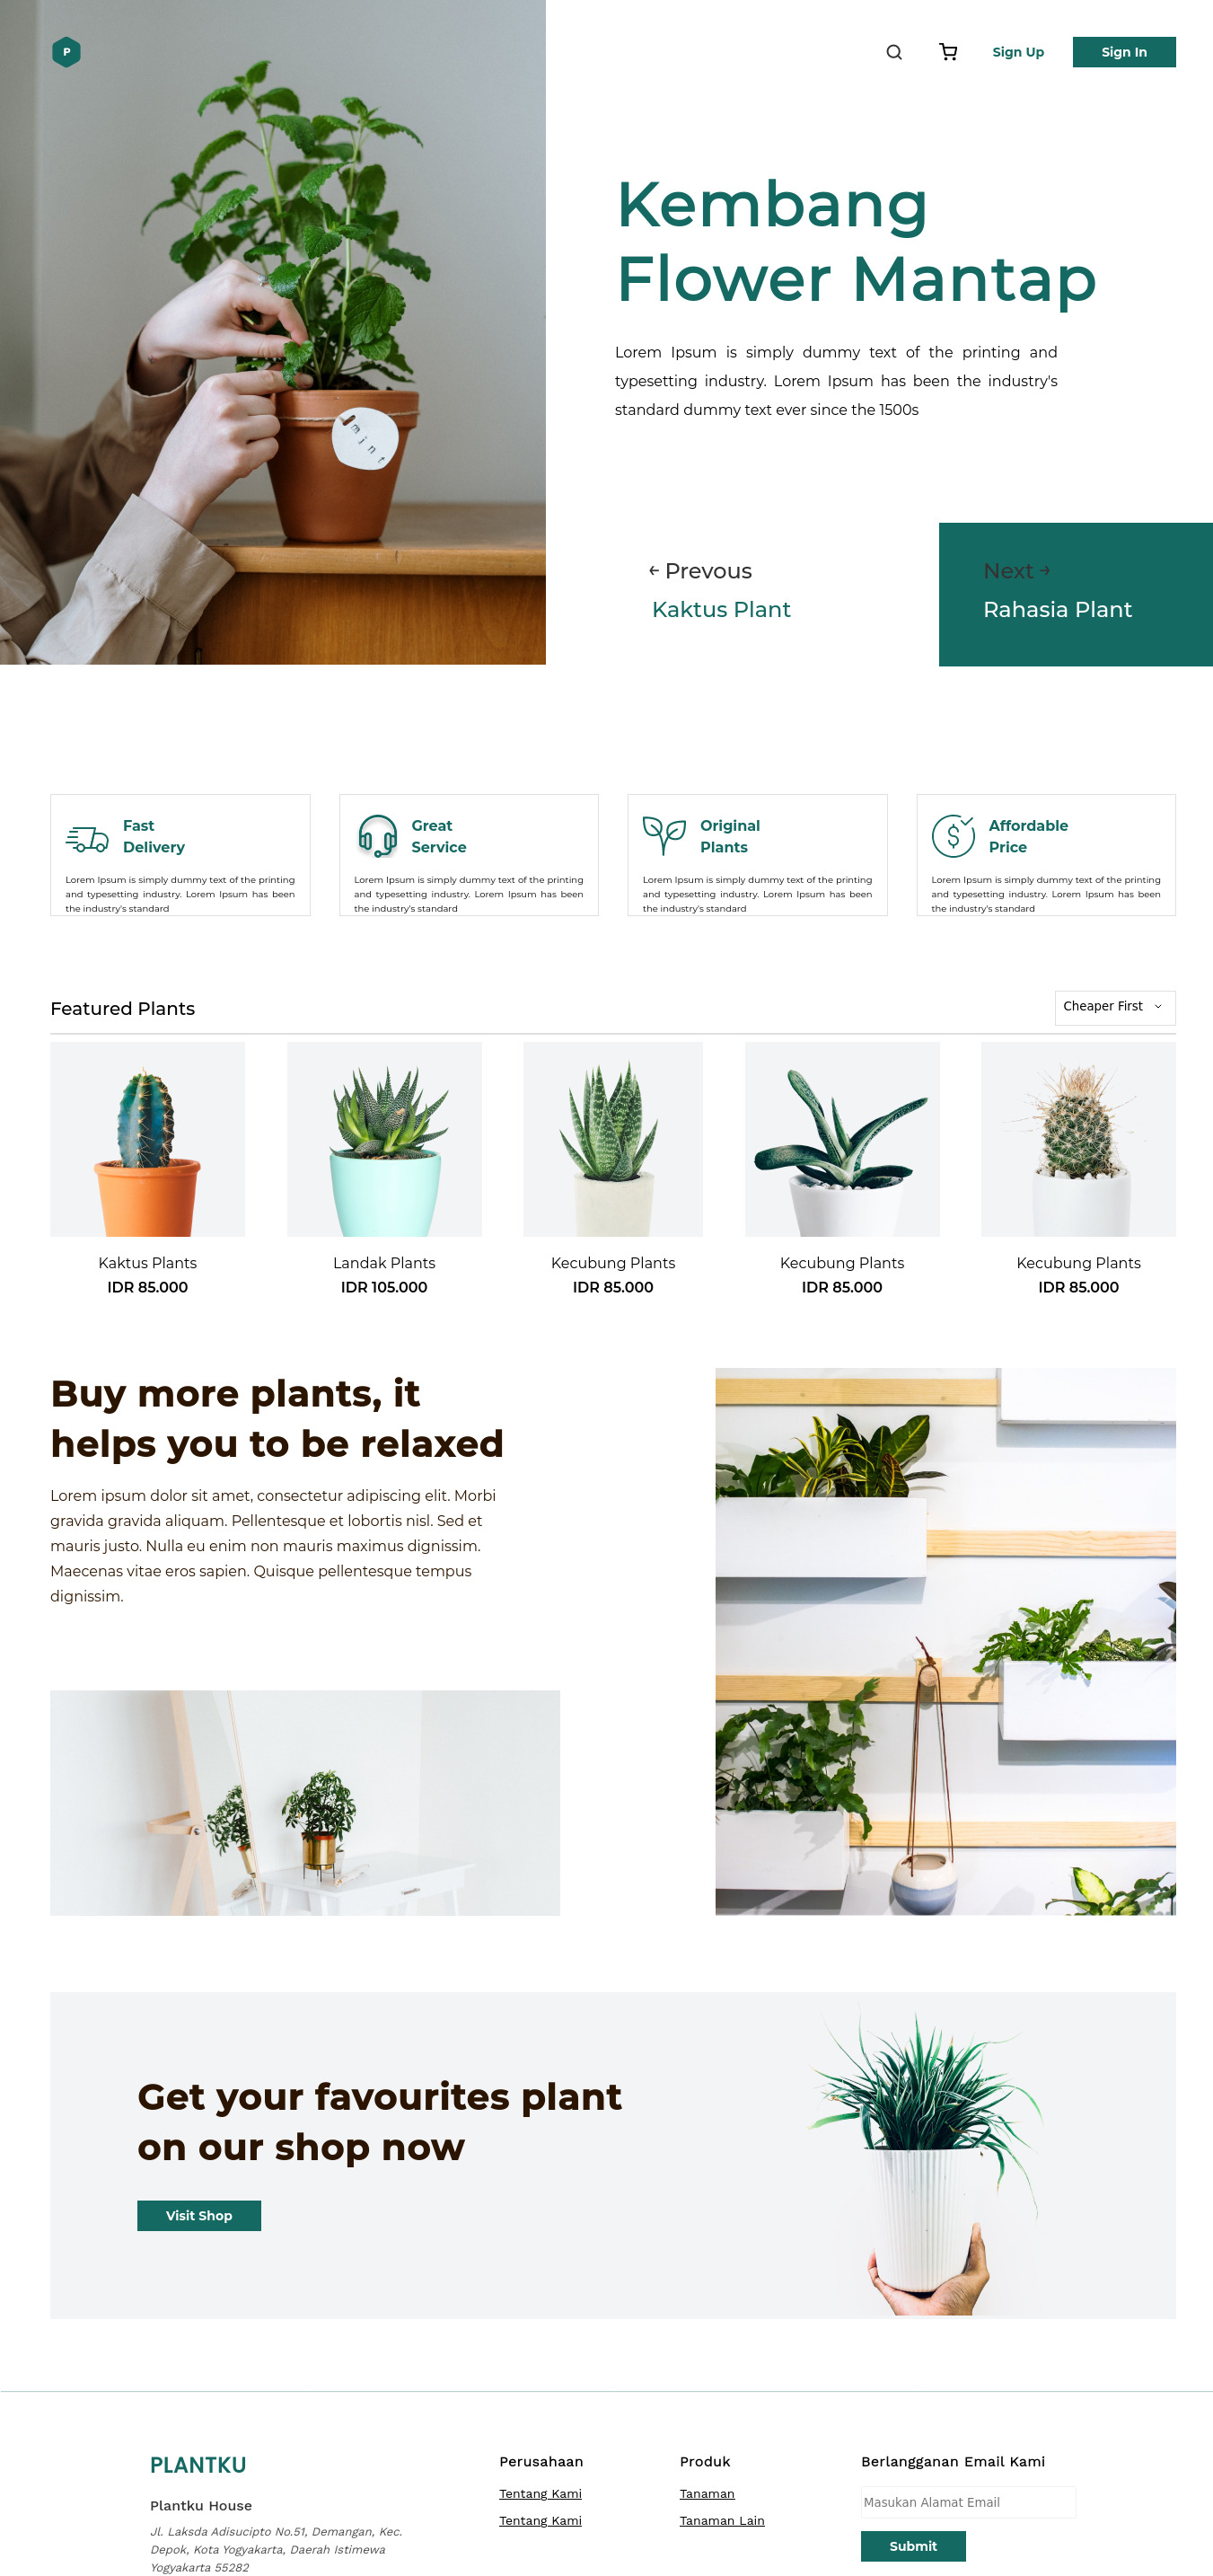 P
Sign Up
Sign In
Kembang
Flower Mantap
Lorem Ipsum is simply dummy text of the printing and
typesetting industry. Lorem Ipsum has been the industry's
standard dummy text ever since the 1500s
mint
← Prevous
Kaktus Plant
Next →
Rahasia Plant
Fast
Delivery
Lorem Ipsum is simply dummy text of the printing
and typesetting industry. Lorem Ipsum has been
the industry's standard
Great
Service
Lorem Ipsum is simply dummy text of the printing
and typesetting industry. Lorem Ipsum has been
the industry's standard
Original
Plants
Lorem Ipsum is simply dummy text of the printing
and typesetting industry. Lorem Ipsum has been
the industry's standard
Affordable
Price
Lorem Ipsum is simply dummy text of the printing
and typesetting industry. Lorem Ipsum has been
the industry's standard
Featured Plants
Cheaper First
Kaktus Plants
IDR 85.000
Landak Plants
IDR 105.000
Kecubung Plants
IDR 85.000
Kecubung Plants
IDR 85.000
Kecubung Plants
IDR 85.000
Buy more plants, it
helps you to be relaxed
Lorem ipsum dolor sit amet, consectetur adipiscing elit. Morbi
gravida gravida aliquam. Pellentesque et lobortis nisl. Sed et
mauris justo. Nulla eu enim non mauris maximus dignissim.
Maecenas vitae eros sapien. Quisque pellentesque tempus
dignissim.
Get your favourites plant
on our shop now
Visit Shop
PLANTKU
Plantku House
Jl. Laksda Adisucipto No.51, Demangan, Kec.
Depok, Kota Yogyakarta, Daerah Istimewa
Yogyakarta 55282
Perusahaan
Tentang Kami
Tentang Kami
Produk
Tanaman
Tanaman Lain
Berlangganan Email Kami
Masukan Alamat Email
Submit